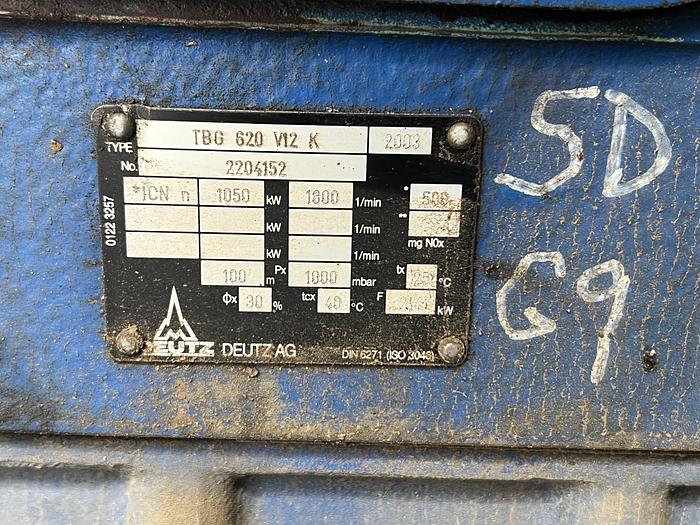 TYPE TBG 620 V12 K 2003
No. 2204152
*ICN n 1050 kW 1800 1/min * 500
kW 1/min **
kW 1/min mg NOx
100 m Px 1000 mbar tx 25 °C
Φx 30 % tcx 40 °C F kW
DEUTZ DEUTZ AG DIN 6271 (ISO 3046)
0122 3257
5D
G9